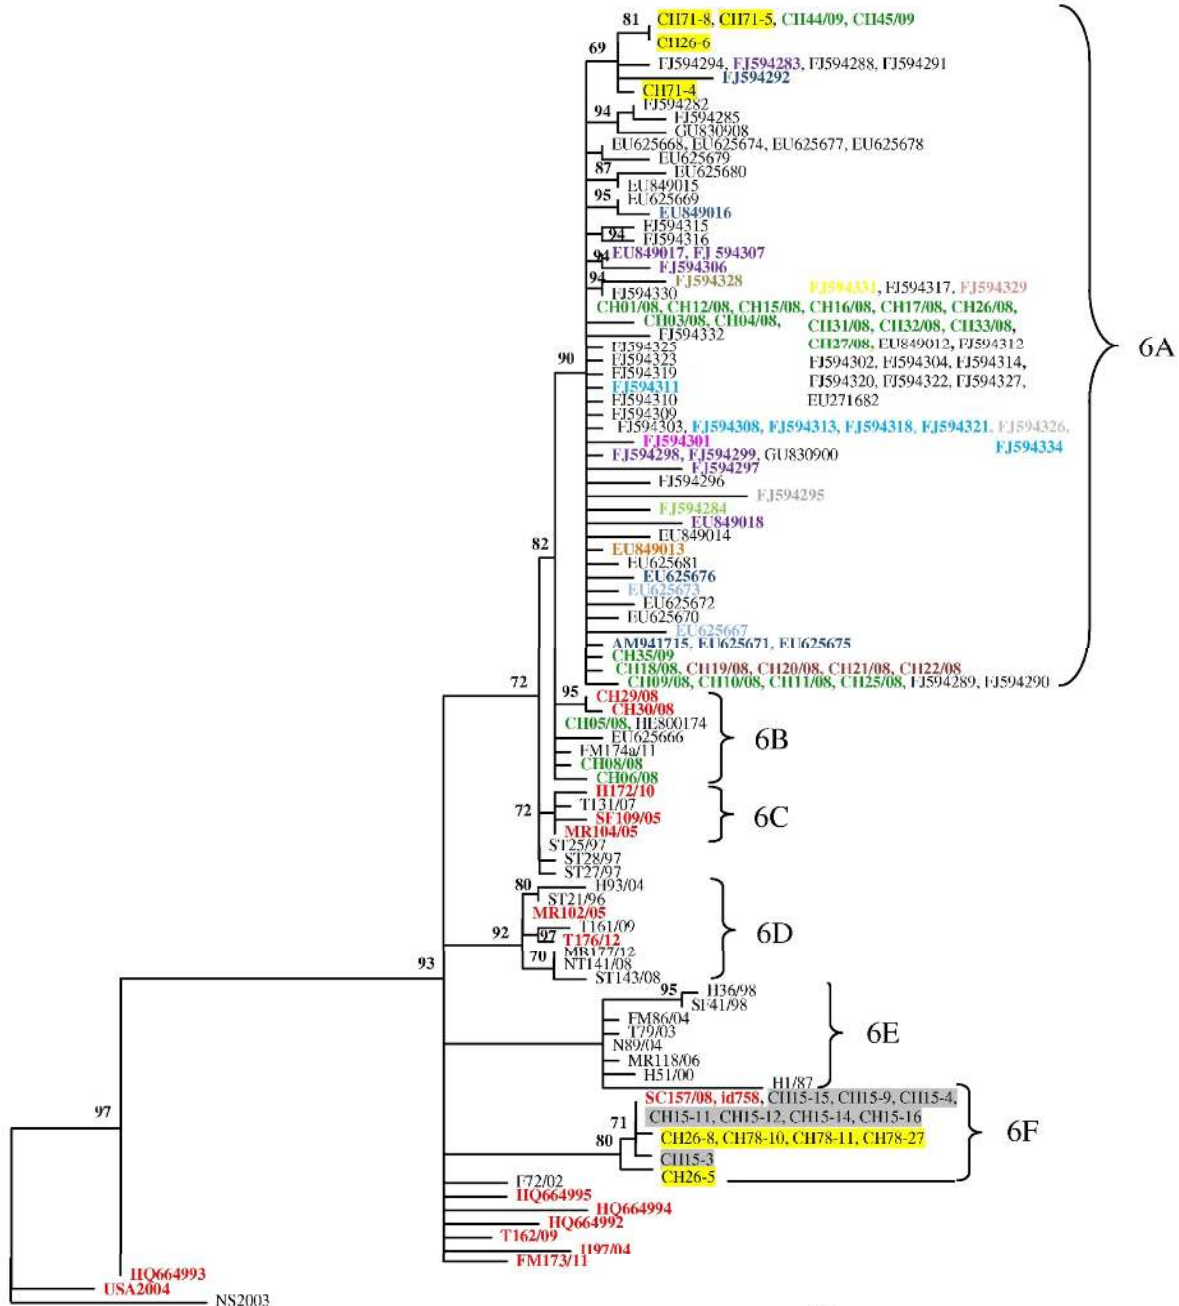 81 CH71-8, CH71-5, CH44/09, CH45/09
CH26-6
69
FJ594294, FJ594283, FJ594288, FJ594291
FJ594292
CH71-4
FJ594282
94
FJ594285
GU830908
EU625668, EU625674, EU625677, EU625678
EU625679
87
EU625680
EU849015
95
EU625669
EU849016
FJ594315
94
FJ594316
EU849017, FJ 594307
94
FJ594306
94
FJ594328
FJ594331, FJ594317, FJ594329
FJ594330
CH01/08, CH12/08, CH15/08, CH16/08, CH17/08, CH26/08,
CH03/08, CH04/08,
CH31/08, CH32/08, CH33/08,
FJ594332
CH27/08, EU849012, FJ594312
6A
FJ594325
FJ594323
FJ594302, FJ594304, FJ594314,
90
FJ594319
FJ594320, FJ594322, FJ594327,
FJ594311
EU271682
FJ594310
FJ594309
FJ594303, FJ594308, FJ594313, FJ594318, FJ594321, FJ594326,
FJ594334
FJ594301
FJ594298, FJ594299, GU830900
FJ594297
FJ594296
FJ594295
FJ594284
EU849018
EU849014
82
EU849013
EU625681
EU625676
EU625673
EU625672
EU625670
EU625667
AM941715, EU625671, EU625675
CH35/09
CH18/08, CH19/08, CH20/08, CH21/08, CH22/08
CH09/08, CH10/08, CH11/08, CH25/08, FJ594289, FJ594290
72
95
CH29/08
CH30/08
CH05/08, HE800174
EU625666
6B
FM174a/11
CH08/08
CH06/08
H172/10
72
T131/07
6C
SF109/05
MR104/05
ST25/97
ST28/97
ST27/97
80
H93/04
ST21/96
MR102/05
92
T161/09
6D
97
T176/12
MR177/12
70
NT141/08
ST143/08
93
95
H36/98
SF41/98
FM86/04
T79/03
6E
N89/04
MR118/06
H51/00
H1/87
SC157/08, id758, CH15-15, CH15-9, CH15-4,
97
CH15-11, CH15-12, CH15-14, CH15-16
71
6F
CH26-8, CH78-10, CH78-11, CH78-27
80
CH15-3
CH26-5
F72/02
HQ664995
HQ664994
HQ664992
T162/09
H97/04
FM173/11
HQ664993
USA2004
NS2003